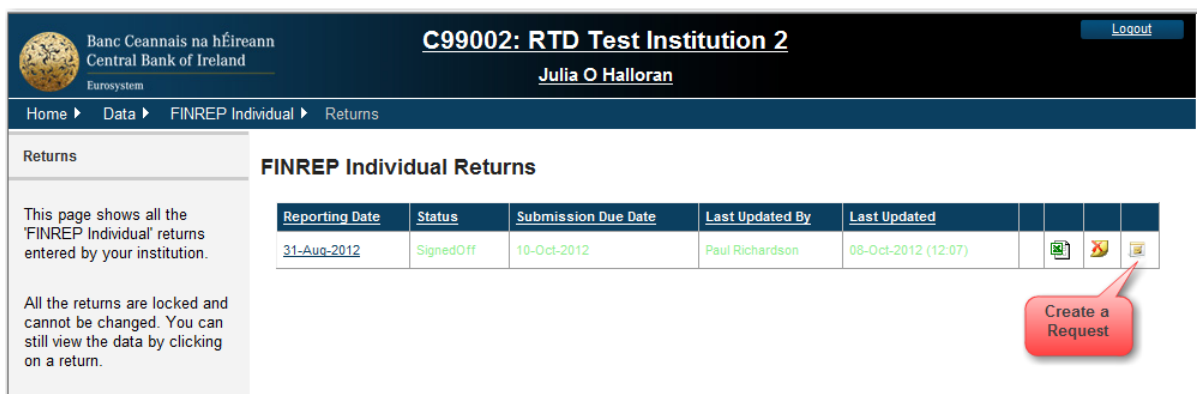 Banc Ceannais na hÉireann
Central Bank of Ireland
Eurosystem
C99002: RTD Test Institution 2
Julia O Halloran
Logout
Home Data FINREP Individual Returns
Returns
This page shows all the
'FINREP Individual' returns
entered by your institution.
All the returns are locked and
cannot be changed. You can
still view the data by clicking
on a return.
FINREP Individual Returns
Reporting Date Status Submission Due Date Last Updated By Last Updated
31-Aug-2012 SignedOff 10-Oct-2012 Paul Richardson 08-Oct-2012 (12:07)
Create a
Request